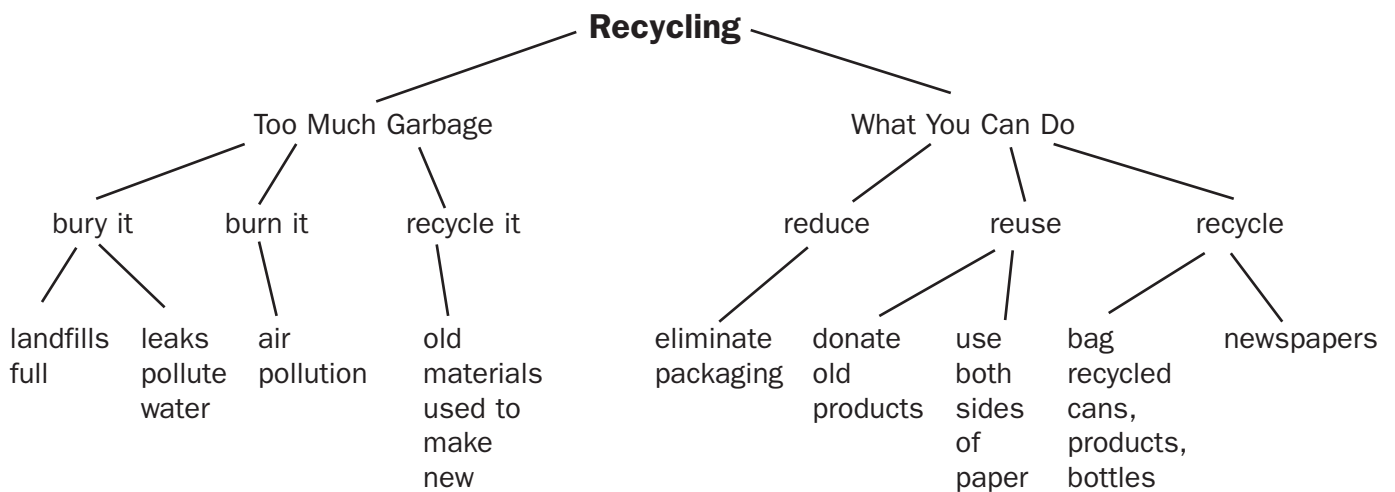 Recycling
Too Much Garbage
What You Can Do
bury it
burn it
recycle it
reduce
reuse
recycle
landfills
full
leaks
pollute
water
air
pollution
old
materials
used to
make
new
eliminate
packaging
donate
old
products
use
both
sides
of
paper
bag
recycled
cans,
products,
bottles
newspapers